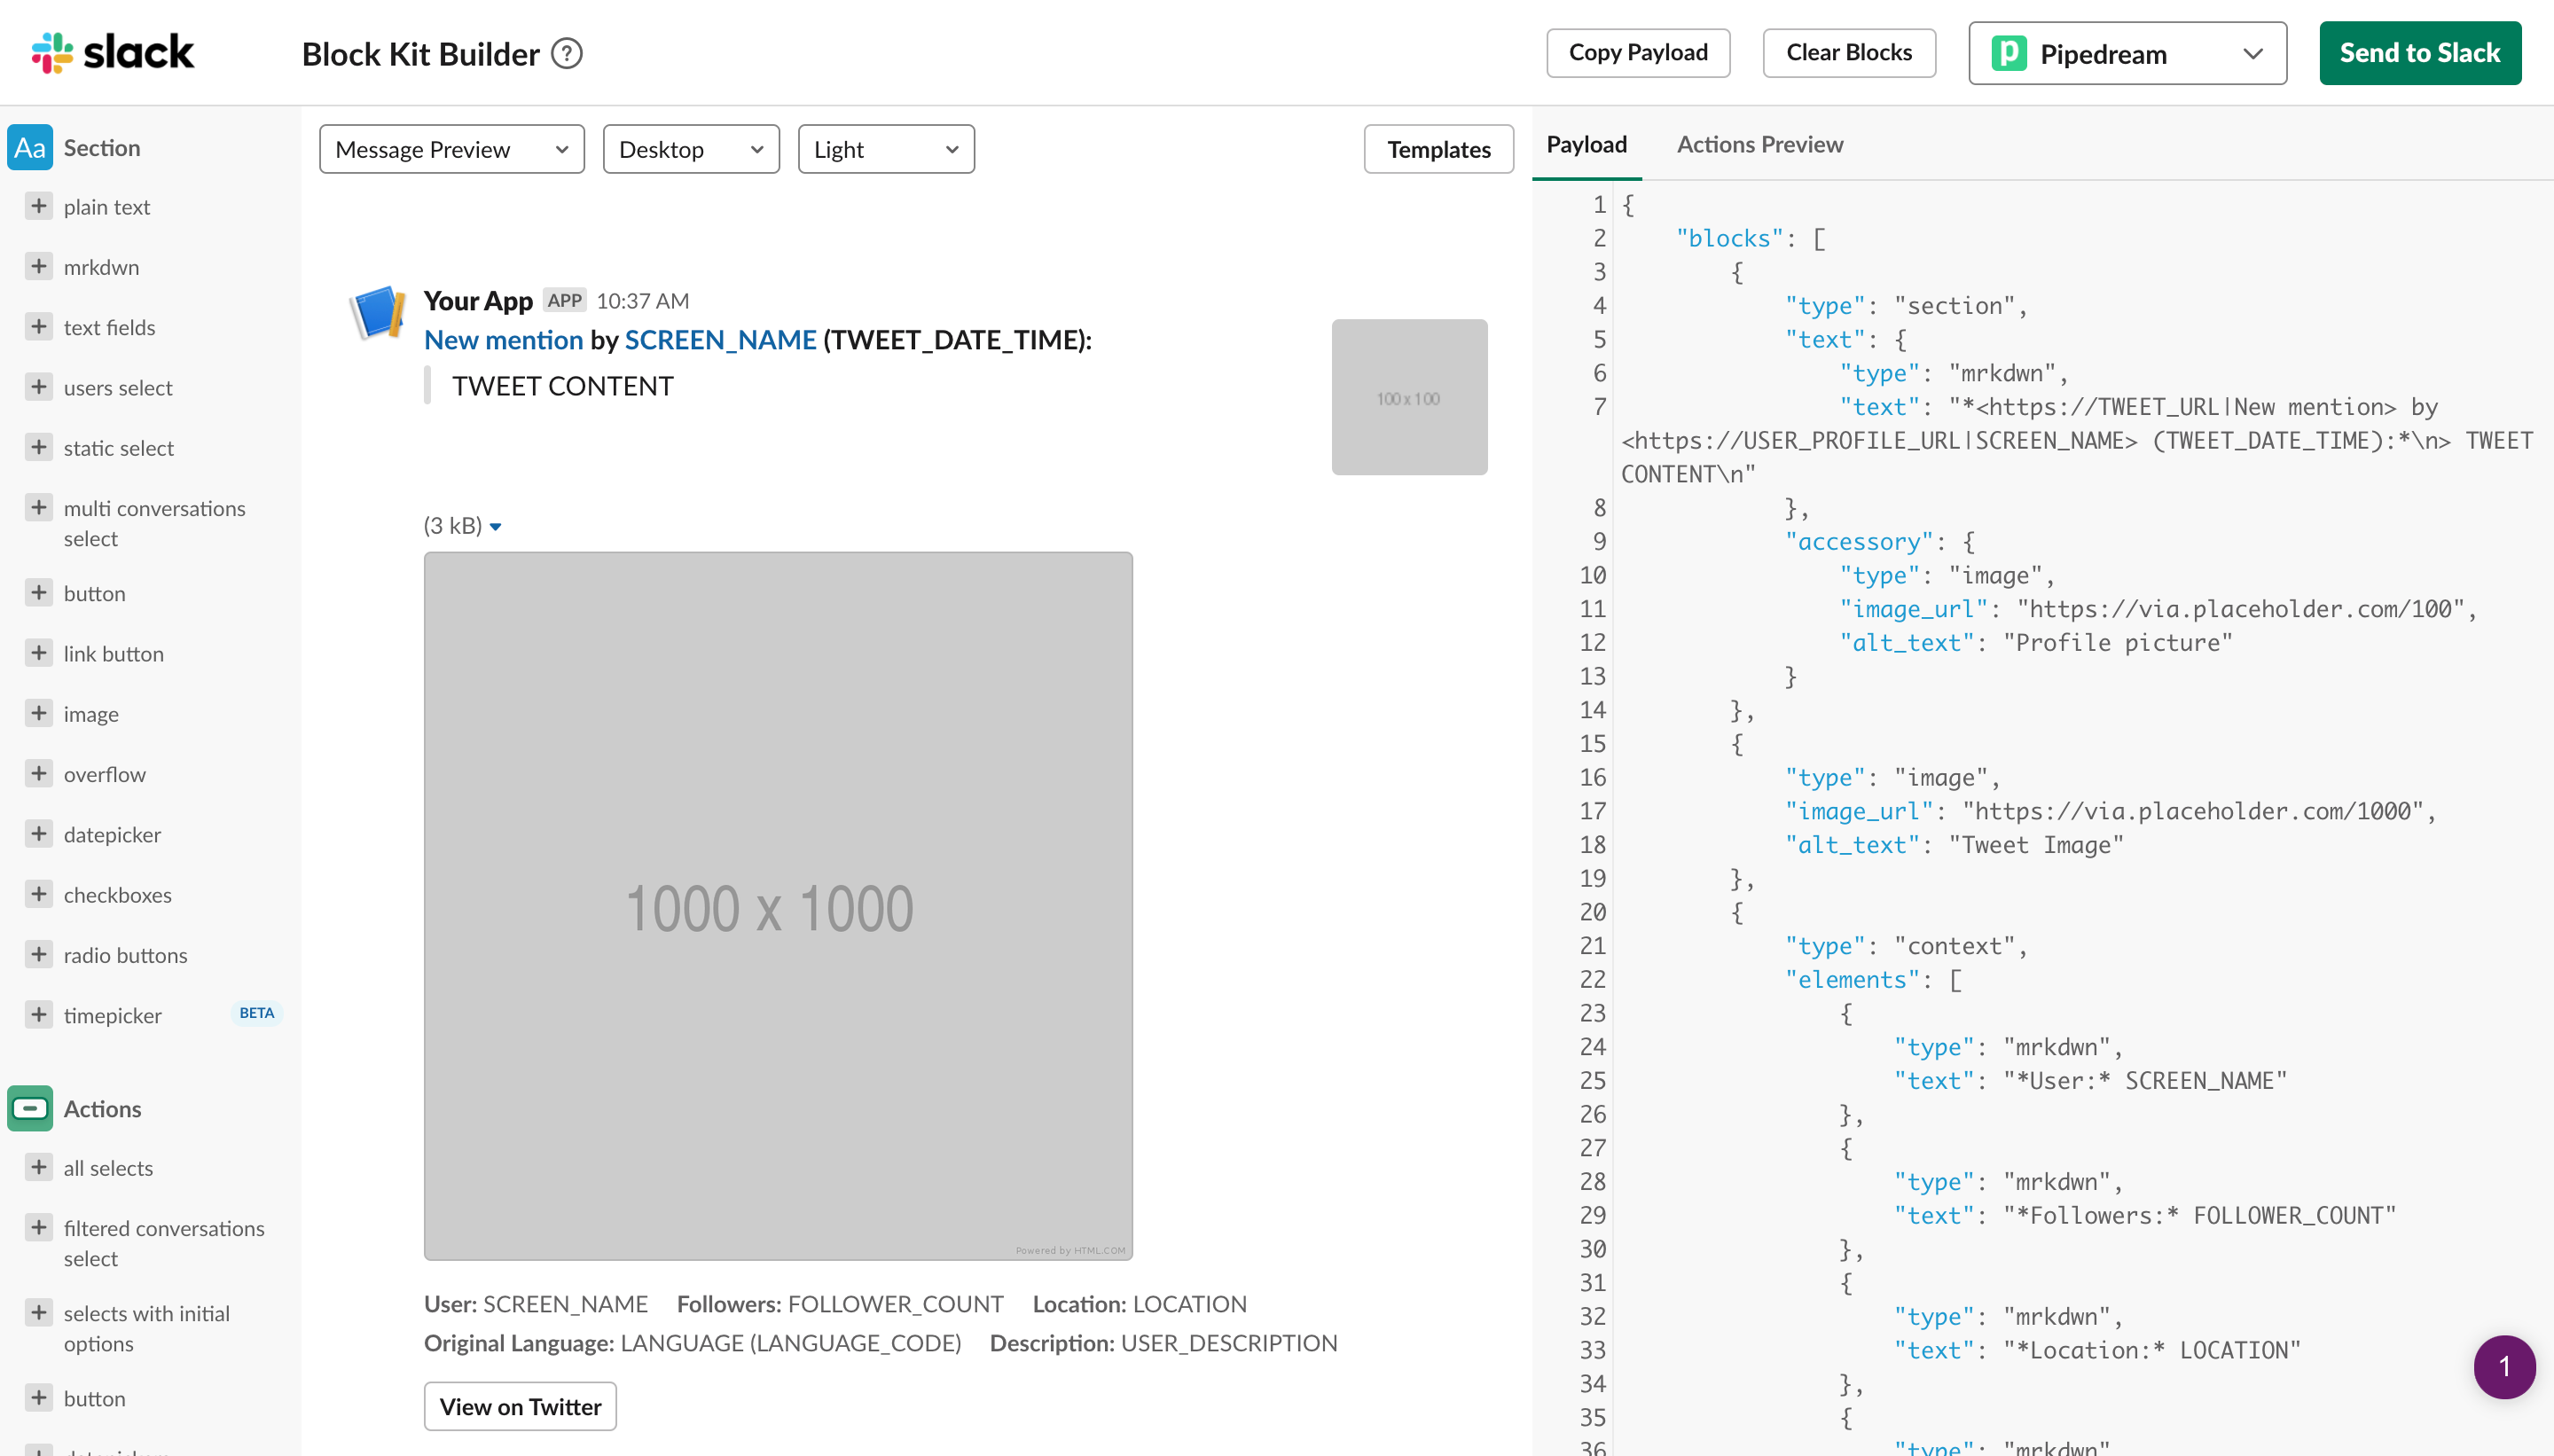 slack
Block Kit Builder ?
Copy Payload
Clear Blocks
p Pipedream
Send to Slack
Aa Section
plain text
mrkdwn
text fields
users select
static select
multi conversations
select
button
link button
image
overflow
datepicker
checkboxes
radio buttons
timepicker BETA
Actions
all selects
filtered conversations
select
selects with initial
options
button
Message Preview
Desktop
Light
Templates
Your App APP 10:37 AM
New mention by SCREEN_NAME (TWEET_DATE_TIME):
TWEET CONTENT
100 x 100
(3 kB)
1000 x 1000
Powered by HTML.COM
User: SCREEN_NAME Followers: FOLLOWER_COUNT Location: LOCATION
Original Language: LANGUAGE (LANGUAGE_CODE) Description: USER_DESCRIPTION
View on Twitter
Payload
Actions Preview
1 {
2 "blocks": [
3 {
4 "type": "section",
5 "text": {
6 "type": "mrkdwn",
7 "text": "*<https://TWEET_URL|New mention> by
<https://USER_PROFILE_URL|SCREEN_NAME> (TWEET_DATE_TIME):*\n> TWEET
CONTENT\n"
8 },
9 "accessory": {
10 "type": "image",
11 "image_url": "https://via.placeholder.com/100",
12 "alt_text": "Profile picture"
13 }
14 },
15 {
16 "type": "image",
17 "image_url": "https://via.placeholder.com/1000",
18 "alt_text": "Tweet Image"
19 },
20 {
21 "type": "context",
22 "elements": [
23 {
24 "type": "mrkdwn",
25 "text": "*User:* SCREEN_NAME"
26 },
27 {
28 "type": "mrkdwn",
29 "text": "*Followers:* FOLLOWER_COUNT"
30 },
31 {
32 "type": "mrkdwn",
33 "text": "*Location:* LOCATION"
34 },
35 {
36 "type": "mrkdwn"
1